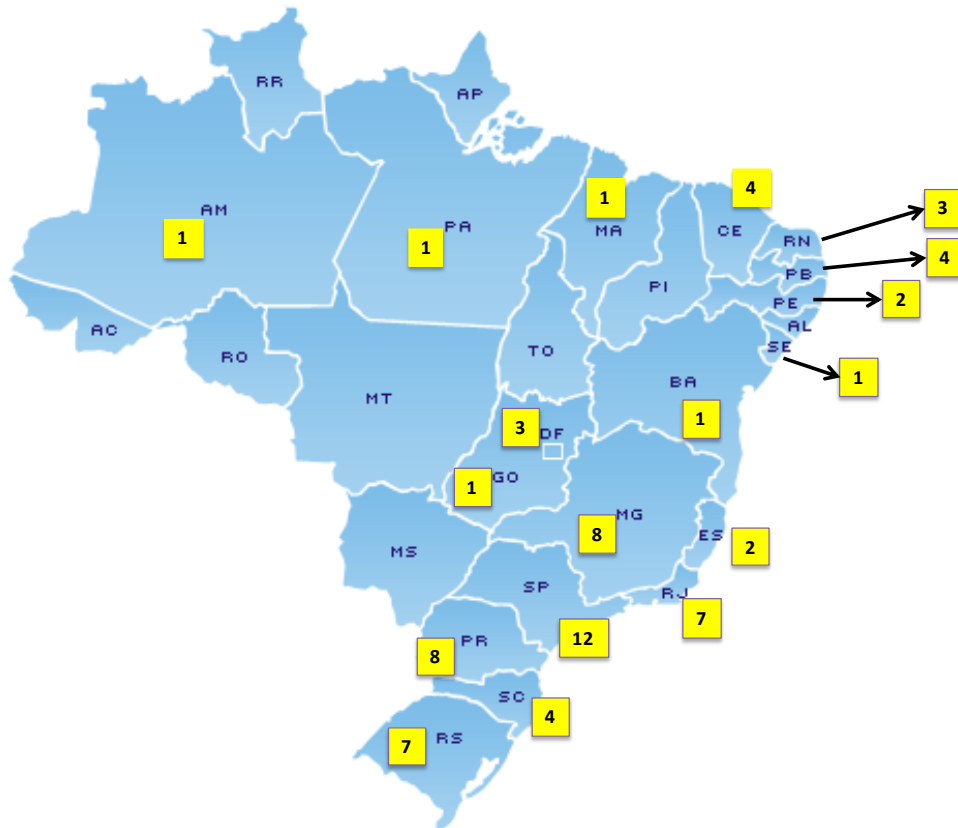 RR
AP
AM
1
PA
1
1
MA
4
CE
RN
3
PB
4
PI
PE
2
AL
SE
1
AC
RO
TO
MT
BA
1
3
DF
1
GO
MG
8
ES
2
MS
SP
RJ
7
12
PR
8
SC
4
RS
7